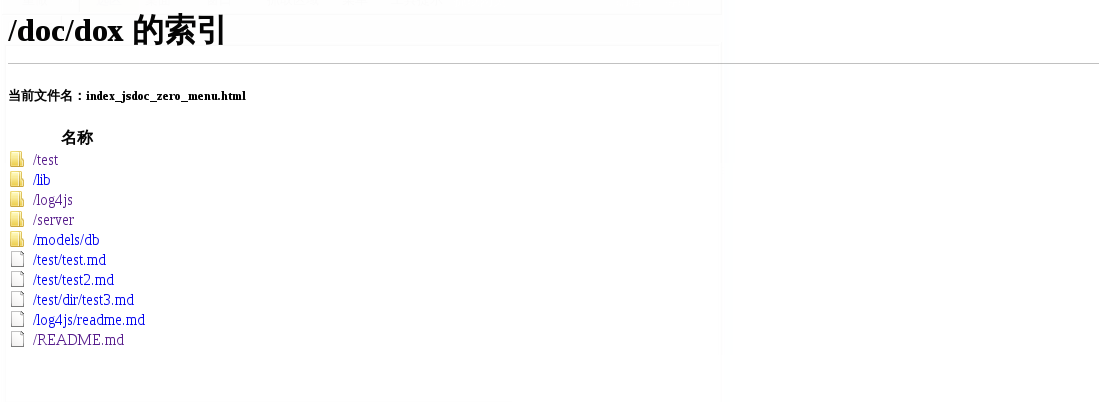 /doc/dox 的索引
当前文件名：index_jsdoc_zero_menu.html
名称
/test
/lib
/log4js
/server
/models/db
/test/test.md
/test/test2.md
/test/dir/test3.md
/log4js/readme.md
/README.md